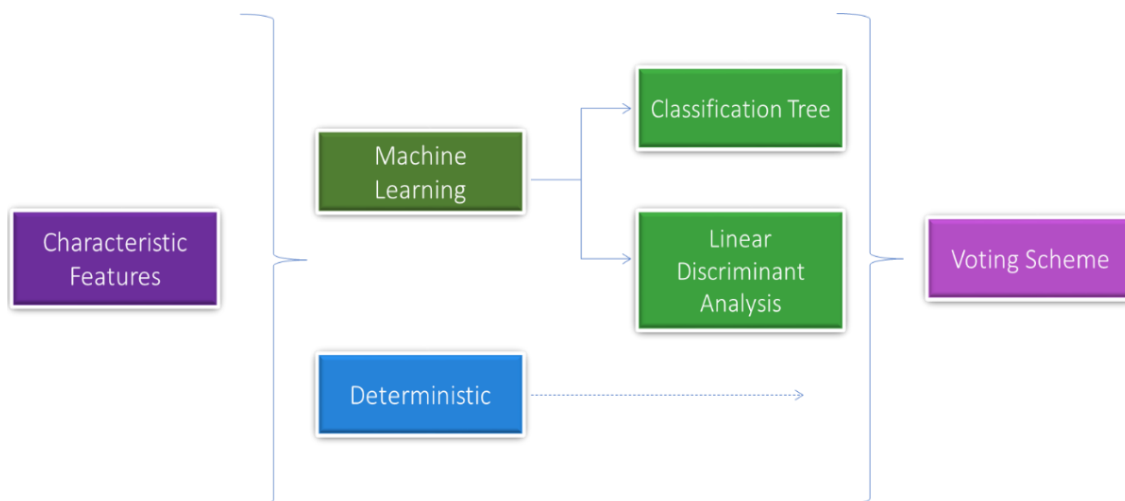 Characteristic
Features
Machine
Learning
Deterministic
Classification Tree
Linear
Discriminant
Analysis
Voting Scheme